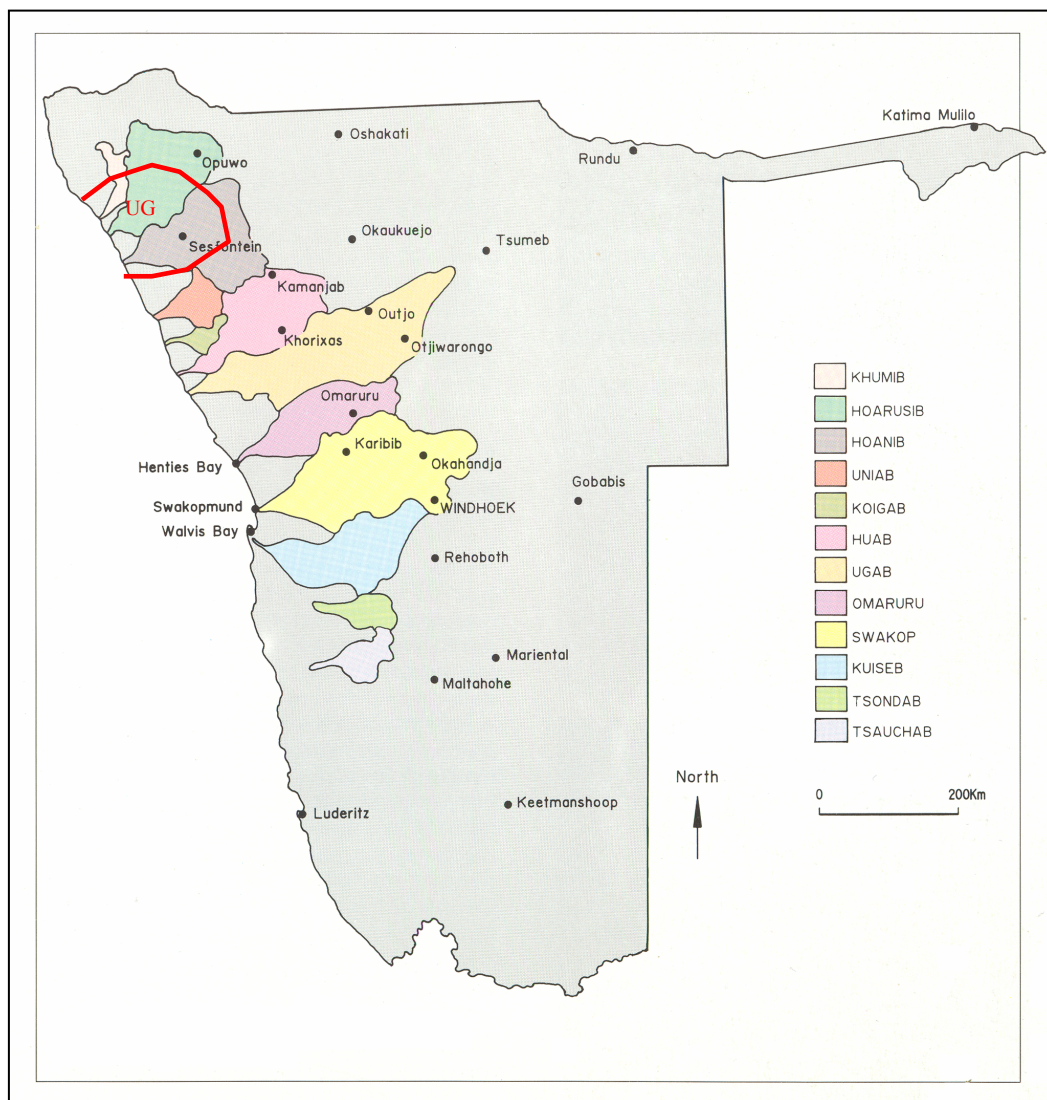 Katima Mulilo
Oshakati
Rundu
Opuwo
UG
Okaukuejo
Sesfontein
Tsumeb
Kamanjab
Outjo
Khorixas
Otjiwarongo
Omaruru
Karibib
Okahandja
Henties Bay
Gobabis
Swakopmund
WINDHOEK
Walvis Bay
Rehoboth
Mariental
Maltahohe
Keetmanshoop
Luderitz
KHUMIB
HOARUSIB
HOANIB
UNIAB
KOIGAB
HUAB
UGAB
OMARURU
SWAKOP
KUISEB
TSONDAB
TSAUCHAB
North
0 200Km